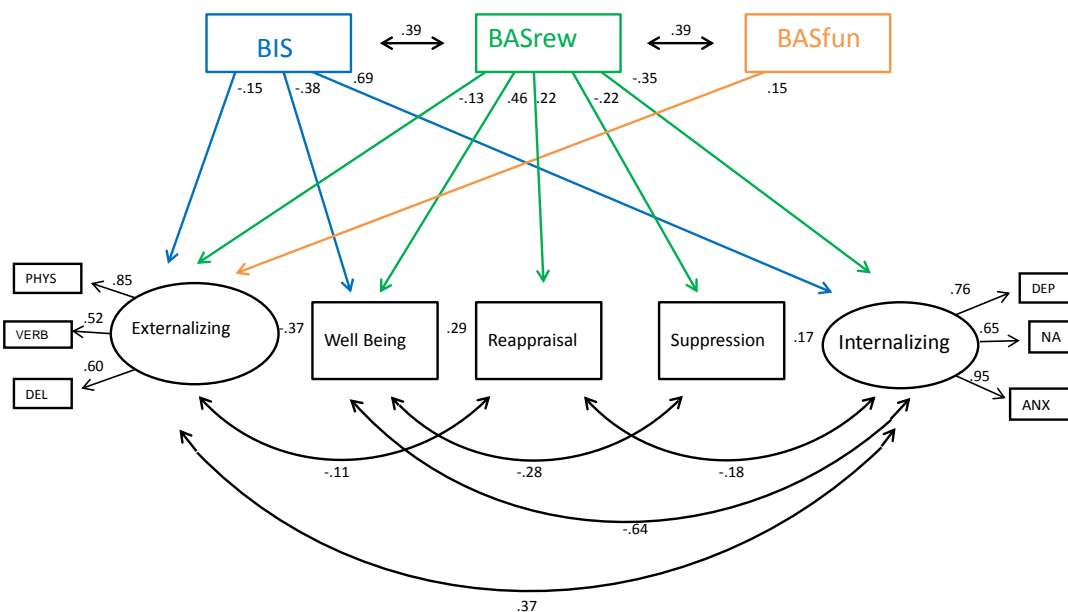 .39
.39
BIS
BASrew
BASfun
-.15
-.38
.69
-.13
.46
.22
-.22
-.35
.15
PHYS
.85
VERB
.52
DEL
.60
Externalizing
-.37
Well Being
.29
Reappraisal
Suppression
.17
Internalizing
.76
DEP
.65
NA
.95
ANX
-.11
-.28
-.18
-.64
.37